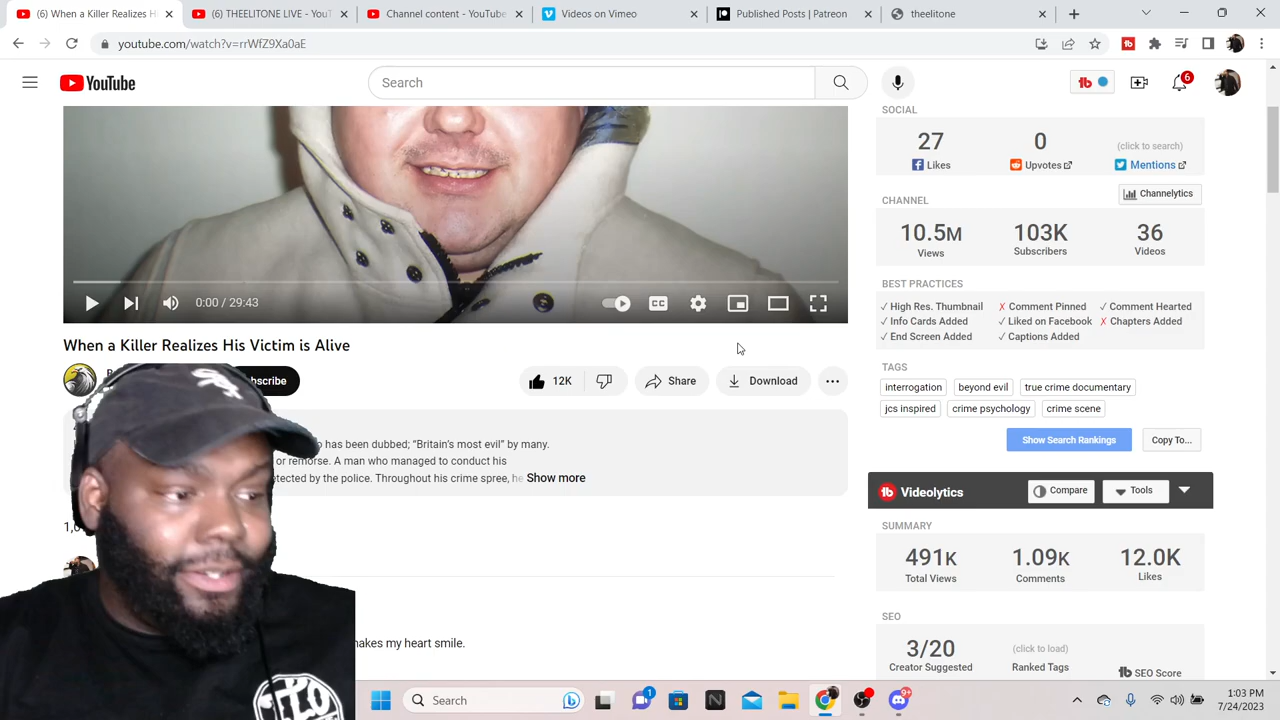 (6) When a Killer Realizes H
(6) THEELITONE LIVE - YouT
Channel content - YouTube
Videos on Vime
Published Posts | Patreon
theelitone
youtube.com/watch?v=rrWfZ9Xa0aE
YouTube
Search
6
0:00 / 29:43
CC
When a Killer Realizes His Victim is Alive
12K
Share
Download
has been dubbed; "Britain's most evil" by many.
or remorse. A man who managed to conduct his
tected by the police. Throughout his crime spree, he Show more
makes my heart smile.
SOCIAL
27
Likes
0
Upvotes
(click to search)
Mentions
CHANNEL
Channelytics
10.5M
Views
103K
Subscribers
36
Videos
BEST PRACTICES
✓ High Res. Thumbnail ✗ Comment Pinned ✓ Comment Hearted
✓ Info Cards Added ✓ Liked on Facebook ✗ Chapters Added
✓ End Screen Added ✓ Captions Added
TAGS
interrogation beyond evil true crime documentary
jcs inspired crime psychology crime scene
Show Search Rankings Copy To...
tb Videolytics Compare Tools
SUMMARY
491K
Total Views
1.09K
Comments
12.0K
Likes
SEO
3/20
Creator Suggested
(click to load)
Ranked Tags
tb SEO Score
Search
1
9+
1:03 PM
7/24/2023